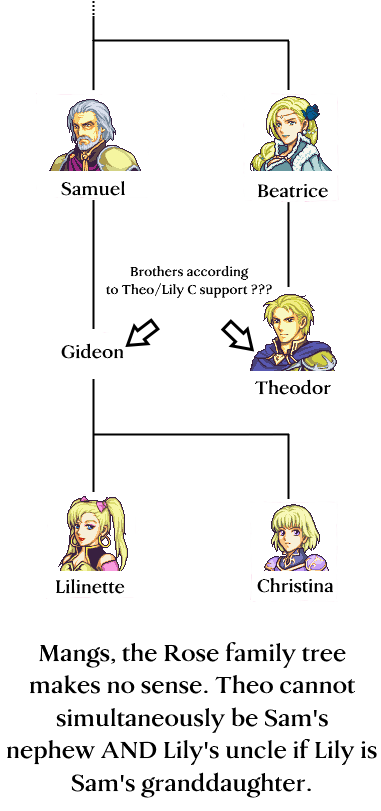 Samuel
Beatrice
Brothers according
to Theo/Lily C support ???
Gideon
Theodor
Lilinette
Christina
Mangs, the Rose family tree
makes no sense. Theo cannot
simultaneously be Sam's
nephew AND Lily's uncle if Lily is
Sam's granddaughter.